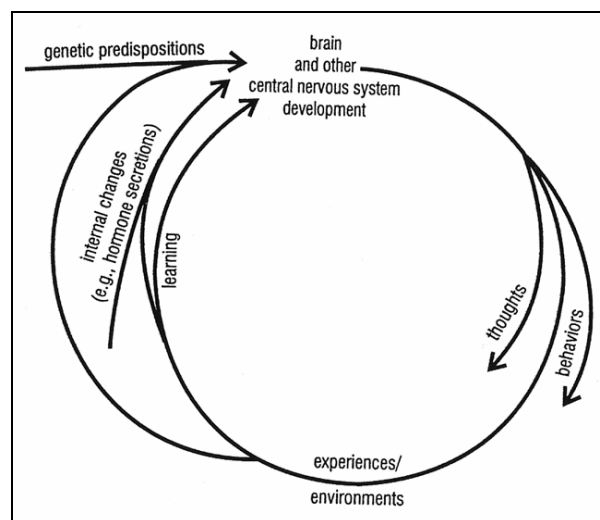 genetic predispositions
brain
and other
central nervous system
development
internal changes
(e.g., hormone secretions)
learning
thoughts
behaviors
experiences/
environments